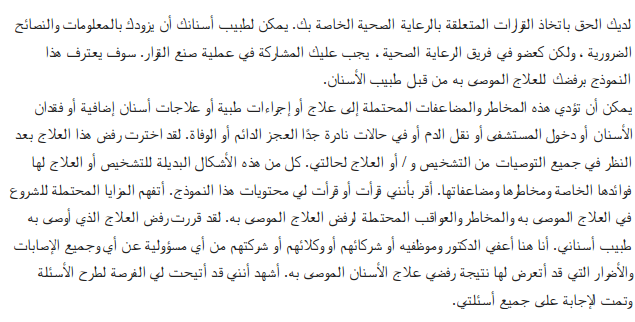 لديك الحق باتخاذ القرارات المتعلقة بالرعاية الصحية الخاصة بك. يمكن لطبيب أسنانك أن يزودك بالمعلومات والنصائح
الضرورية ، ولكن كعضو في فريق الرعاية الصحية ، يجب عليك المشاركة في عملية صنع القرار. سوف يعترف هذا
النموذج برفضك للعلاج الموصى به من قبل طبيب الأسنان.
يمكن أن تؤدي هذه المخاطر والمضاعفات المحتملة إلى علاج أو إجراءات طبية أو علاجات أسنان إضافية أو فقدان
الأسنان أو دخول المستشفى أو نقل الدم أو في حالات نادرة جدًا العجز الدائم أو الوفاة. لقد اخترت رفض هذا العلاج بعد
النظر في جميع التوصيات من التشخيص و / أو العلاج لحالتي. كل من هذه الأشكال البديلة للتشخيص أو العلاج لها
فوائدها الخاصة ومخاطرها ومضاعفاتها. أقر بأنني قرأت أو قرأت لي محتويات هذا النموذج. أتفهم المزايا المحتملة للشروع
في العلاج الموصى به والمخاطر والعواقب المحتملة لرفض العلاج الموصى به. لقد قررت رفض العلاج الذي أوصى به
طبيب أسناني. أنا هنا أعفي الدكتور وموظفيه أو شركائهم أو وكلائهم أو شركتهم من أي مسؤولية عن أي وجميع الإصابات
والأضرار التي قد أتعرض لها نتيجة رفضي علاج الأسنان الموصى به. أشهد أنني قد أتيحت لي الفرصة لطرح الأسئلة
وتمت لإجابة على جميع أسئلتي.